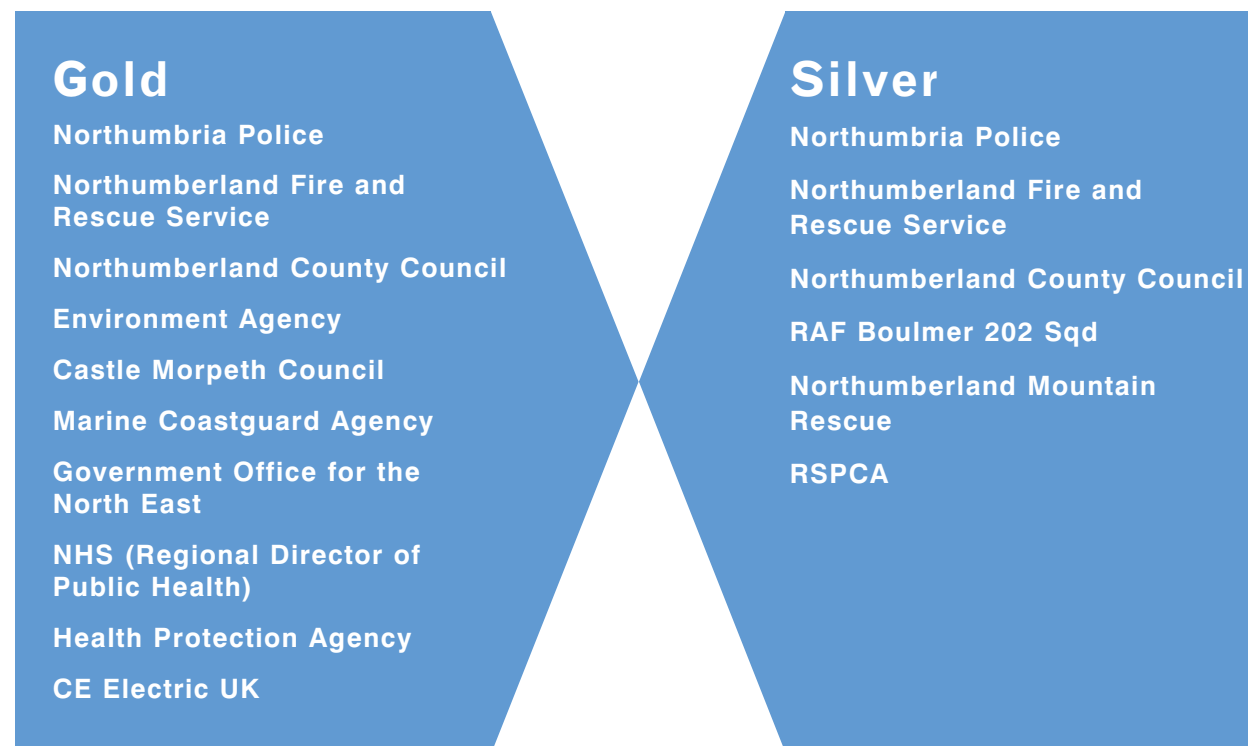 Gold
Northumbria Police
Northumberland Fire and
Rescue Service
Northumberland County Council
Environment Agency
Castle Morpeth Council
Marine Coastguard Agency
Government Office for the
North East
NHS (Regional Director of
Public Health)
Health Protection Agency
CE Electric UK
Silver
Northumbria Police
Northumberland Fire and
Rescue Service
Northumberland County Council
RAF Boulmer 202 Sqd
Northumberland Mountain
Rescue
RSPCA